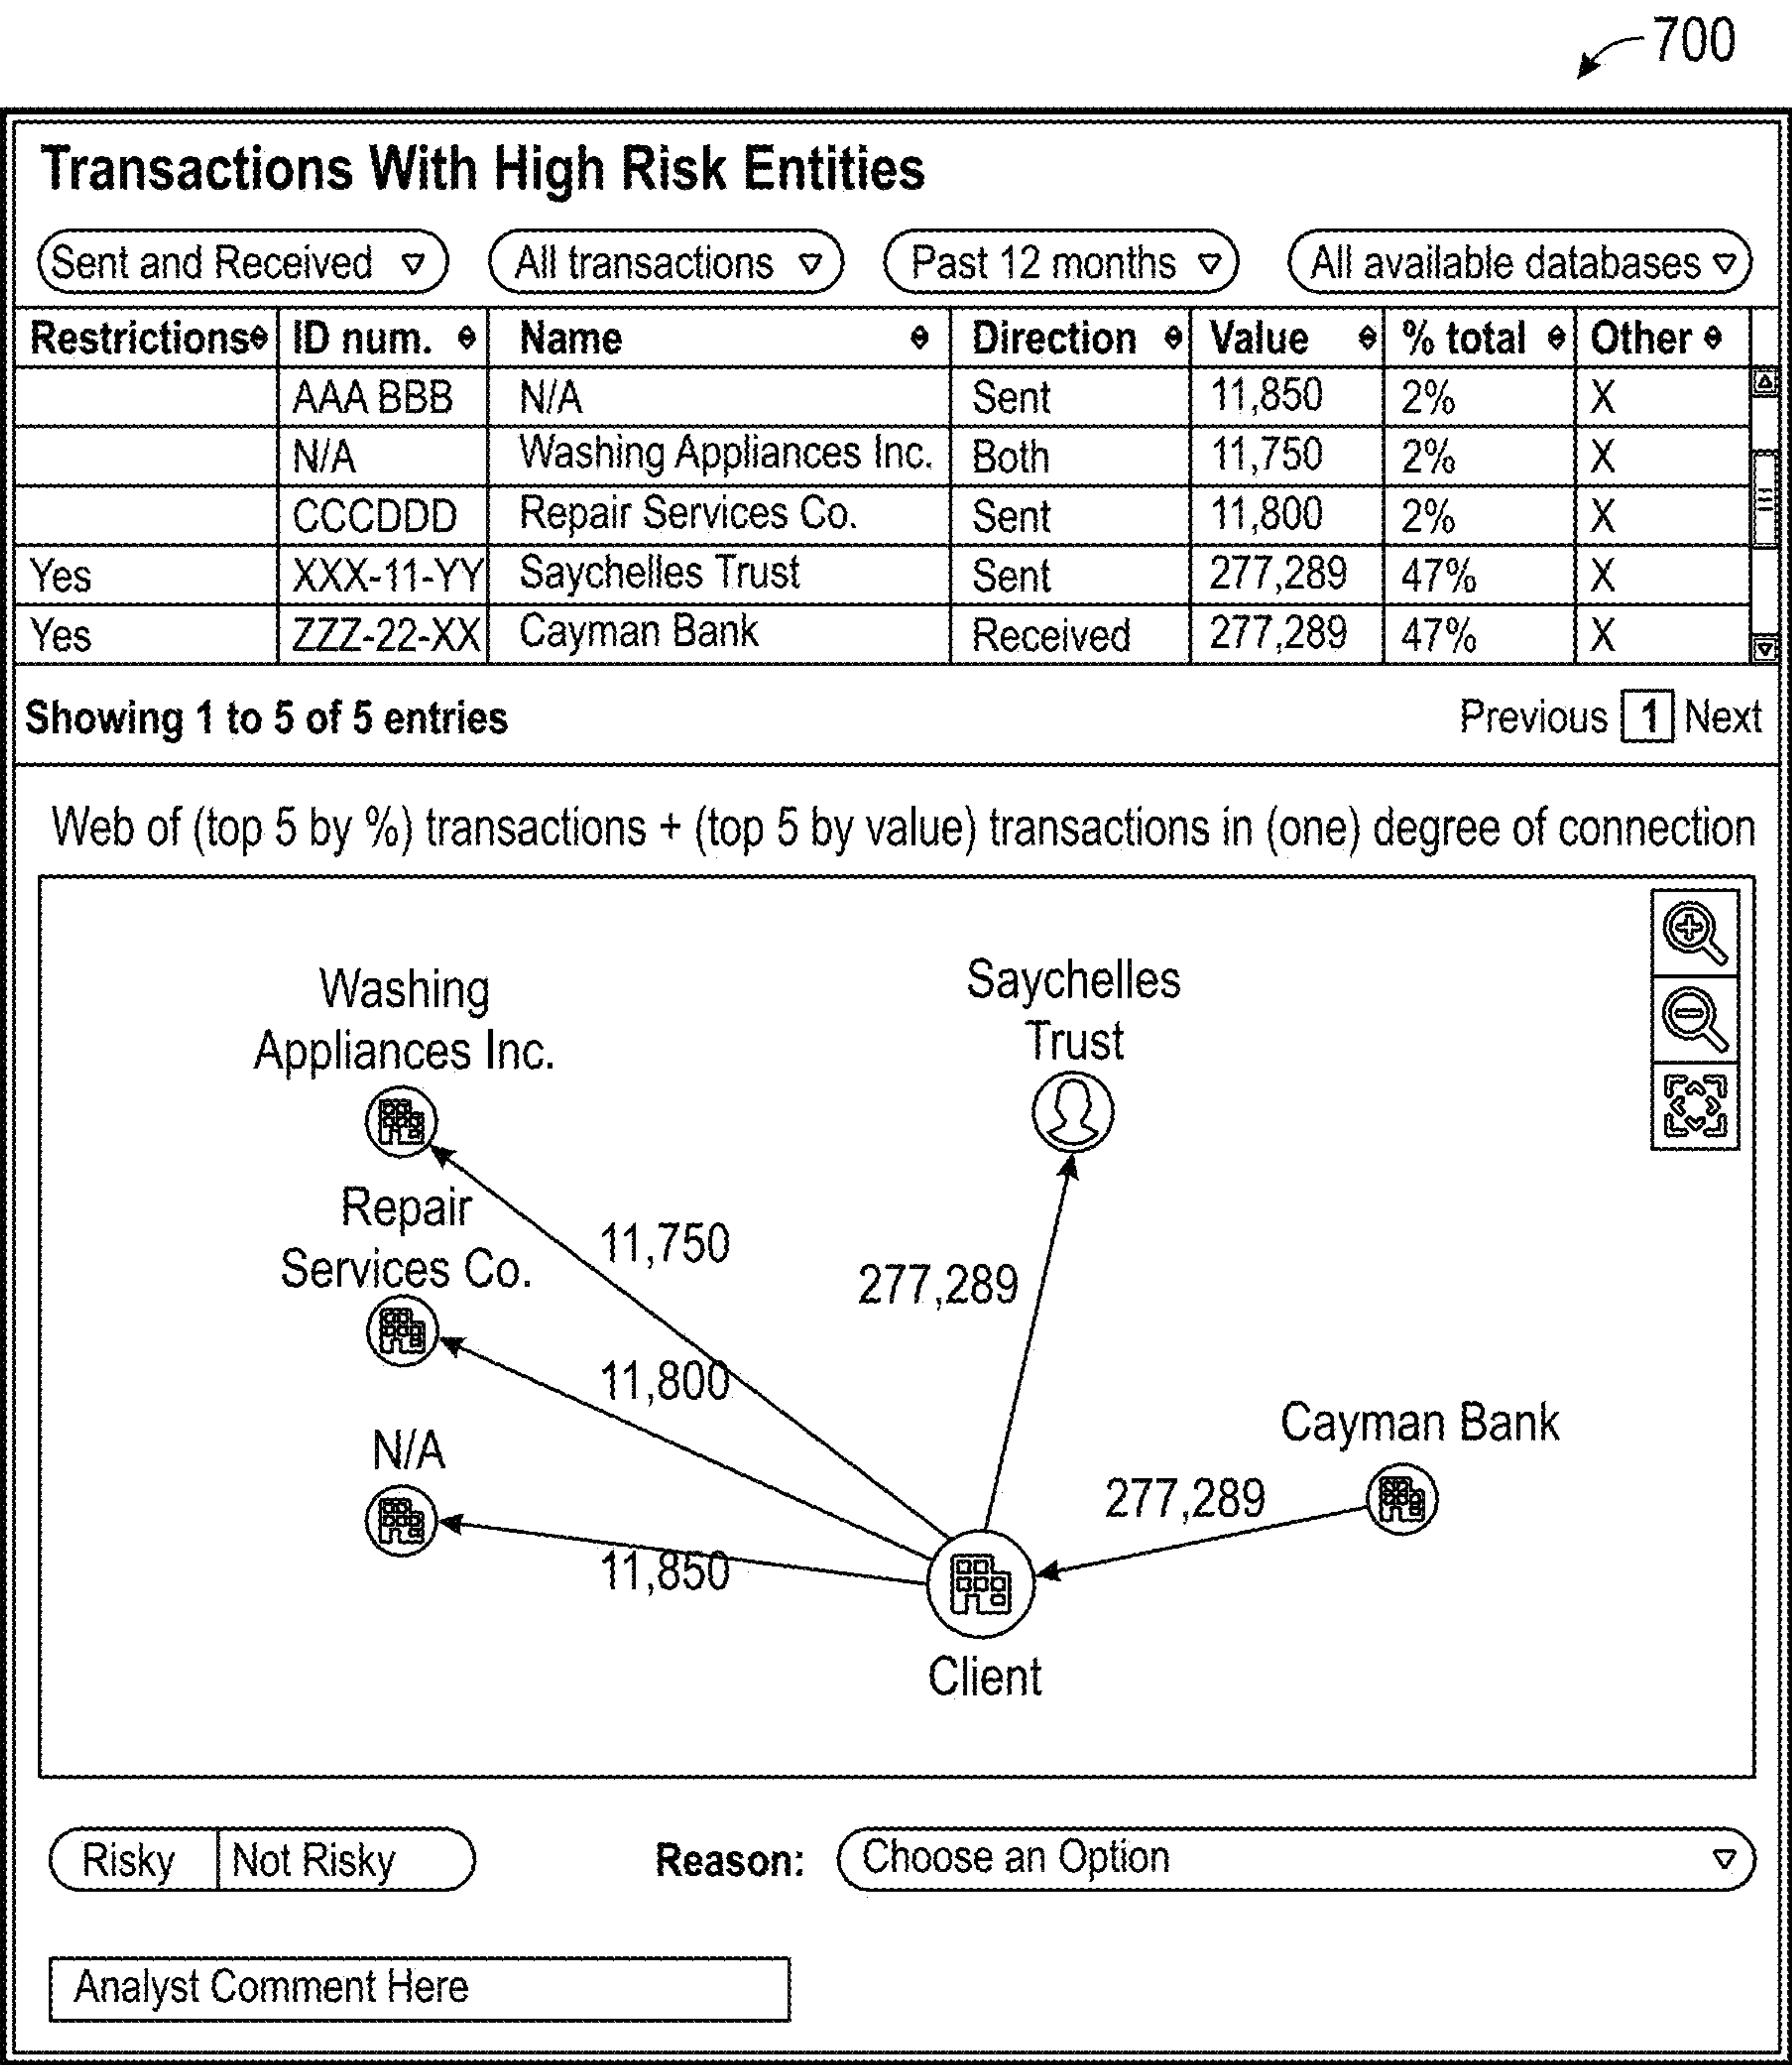 700
Transactions With High Risk Entities
Sent and Received All transactions Past 12 months All available databases
Restrictions ID num. Name Direction Value % total Other
AAA BBB N/A Sent 11,850 2% X
N/A Washing Appliances Inc. Both 11,750 2% X
CCCDDD Repair Services Co. Sent 11,800 2% X
Yes XXX-11-YY Saychelles Trust Sent 277,289 47% X
Yes ZZZ-22-XX Cayman Bank Received 277,289 47% X
Showing 1 to 5 of 5 entries Previous 1 Next
Web of (top 5 by %) transactions + (top 5 by value) transactions in (one) degree of connection
Washing
Appliances Inc.
Saychelles
Trust
Repair
Services Co.
11,750
277,289
11,800
N/A
Cayman Bank
277,289
11,850
Client
Risky Not Risky Reason: Choose an Option
Analyst Comment Here